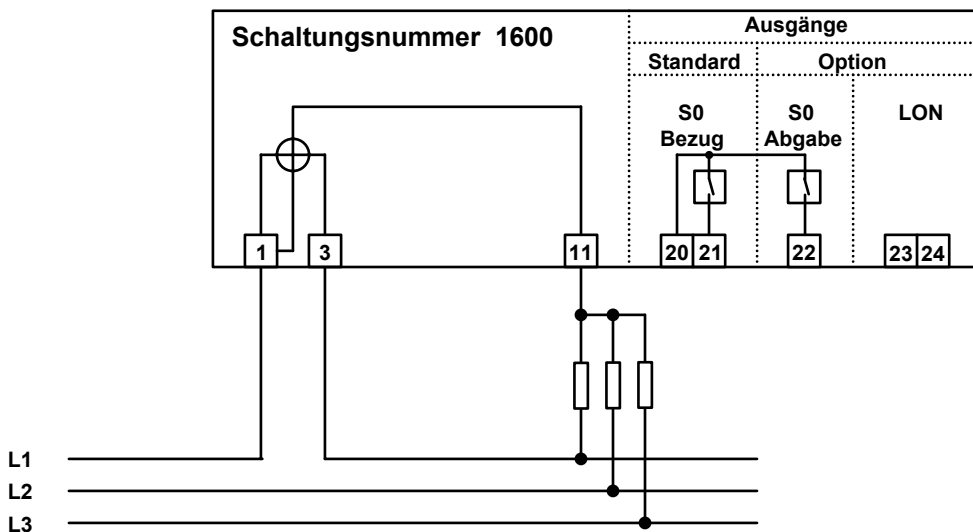 Schaltungsnummer 1600
Ausgänge
Standard Option
S0 Bezug
S0 Abgabe
LON
1 3 11 20 21 22 23 24
L1
L2
L3